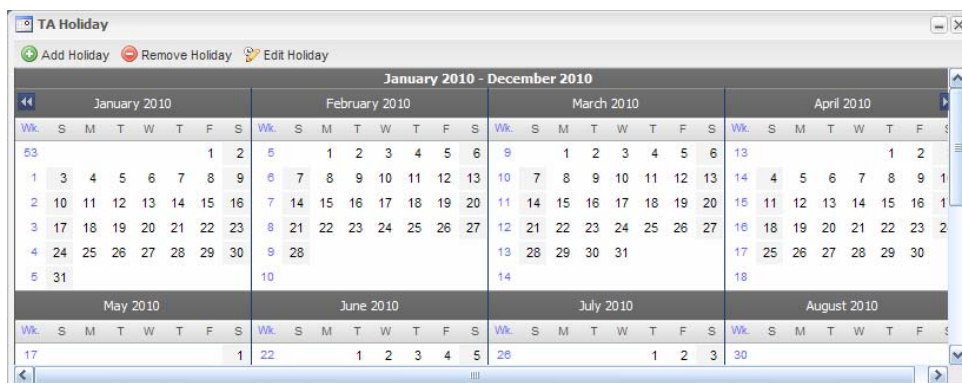 TA Holiday
Add Holiday Remove Holiday Edit Holiday
January 2010 - December 2010
January 2010 February 2010 March 2010 April 2010
Wk. S M T W T F S Wk. S M T W T F S Wk. S M T W T F S Wk. S M T W T F
53 1 2 5 1 2 3 4 5 6 9 1 2 3 4 5 6 13 1 2
1 3 4 5 6 7 8 9 6 7 8 9 10 11 12 13 10 7 8 9 10 11 12 13 14 4 5 6 7 8 9
2 10 11 12 13 14 15 16 7 14 15 16 17 18 19 20 11 14 15 16 17 18 19 20 15 11 12 13 14 15 16
3 17 18 19 20 21 22 23 8 21 22 23 24 25 26 27 12 21 22 23 24 25 26 27 16 18 19 20 21 22 23
4 24 25 26 27 28 29 30 9 28 13 28 29 30 31 17 25 26 27 28 29 30
5 31 10 14 18
May 2010 June 2010 July 2010 August 2010
Wk. S M T W T F S Wk. S M T W T F S Wk. S M T W T F S Wk. S M T W T F
17 1 22 1 2 3 4 5 26 1 2 3 30